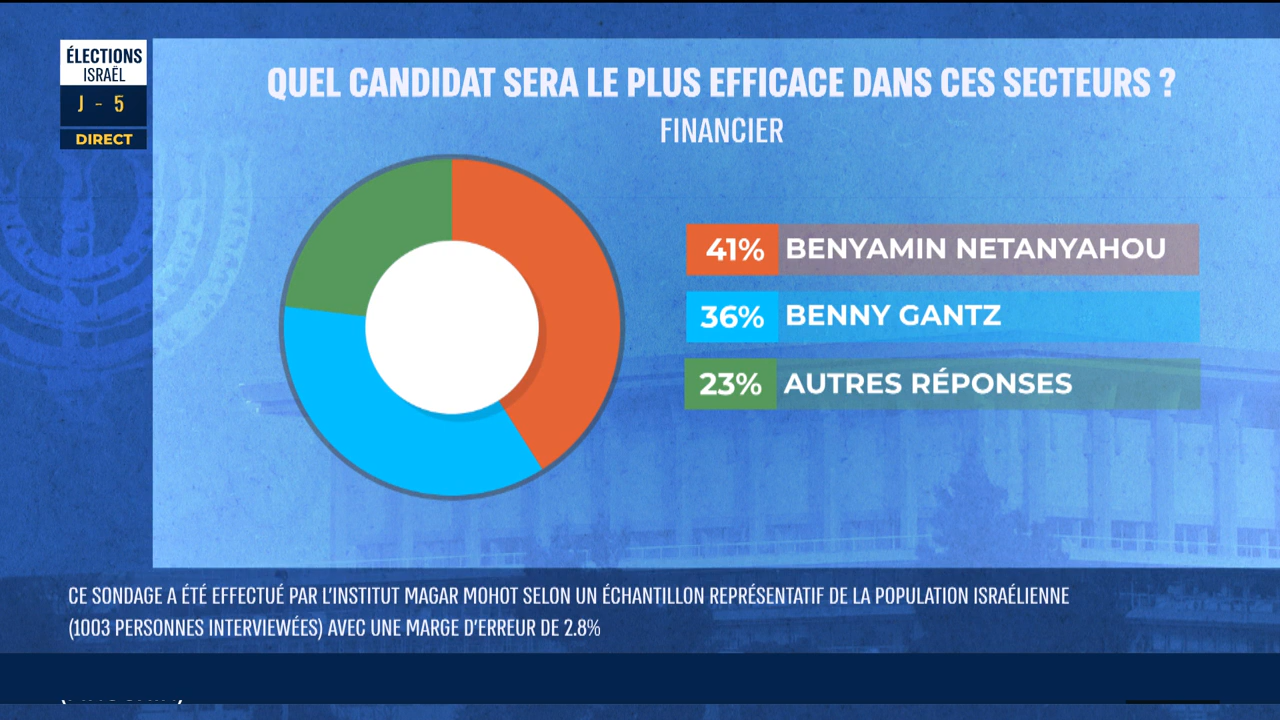 ÉLECTIONS
ISRAËL
J - 5
DIRECT
QUEL CANDIDAT SERA LE PLUS EFFICACE DANS CES SECTEURS ?
FINANCIER
41% BENYAMIN NETANYAHOU
36% BENNY GANTZ
23% AUTRES RÉPONSES
CE SONDAGE A ÉTÉ EFFECTUÉ PAR L'INSTITUT MAGAR MOHOT SELON UN ÉCHANTILLON REPRÉSENTATIF DE LA POPULATION ISRAÉLIENNE
(1003 PERSONNES INTERVIEWÉES) AVEC UNE MARGE D'ERREUR DE 2.8%